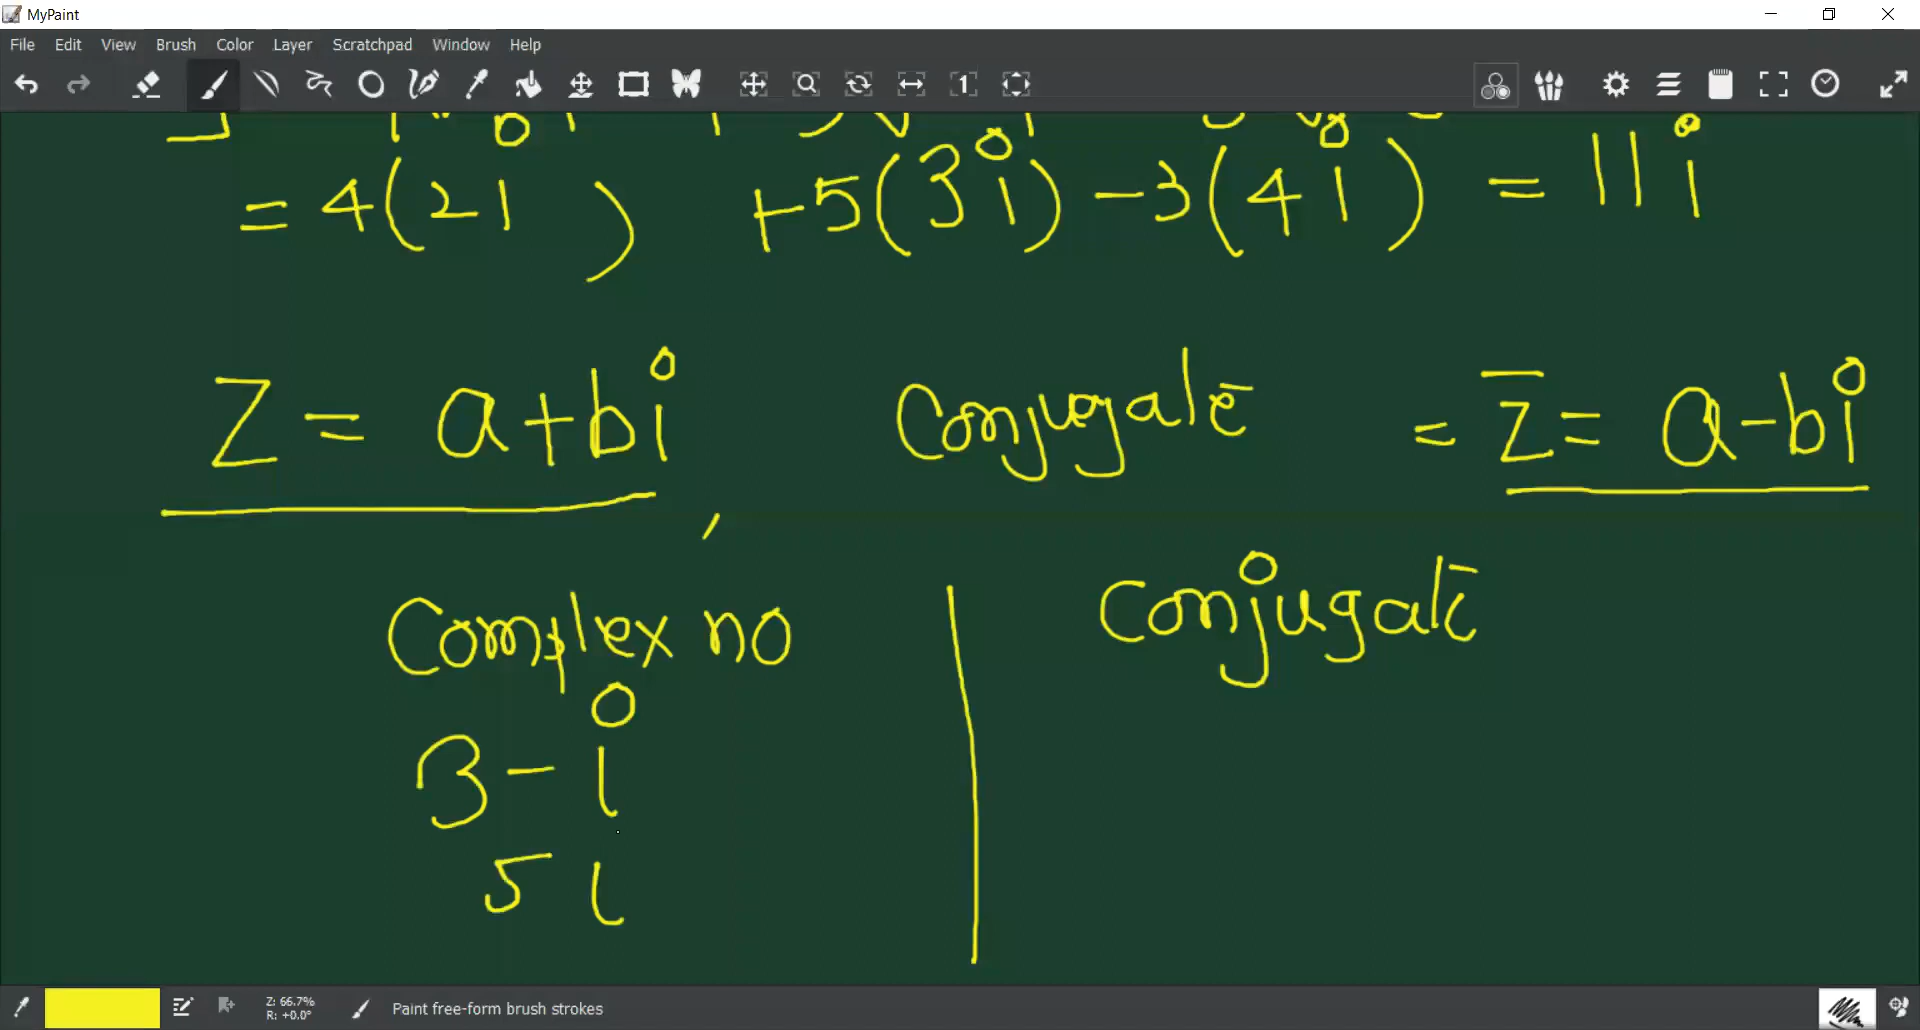 MyPaint
File Edit View Brush Color Layer Scratchpad Window Help
= 4(2i) +5(3i) -3(4i) = 11i
Z = a+bi Conjugate = z̄ = a-bi
,
Complex no Conjugate
3-i
5i
Z: 66.7%
R: +0.0°
Paint free-form brush strokes